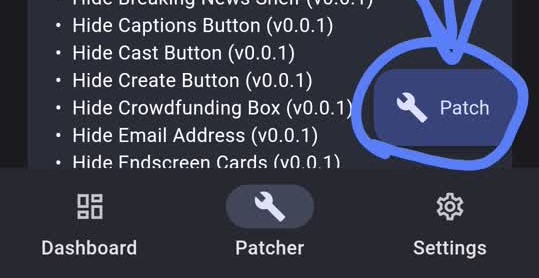 • Hide Breaking News Shelf (v0.0.1)
• Hide Captions Button (v0.0.1)
• Hide Cast Button (v0.0.1)
• Hide Create Button (v0.0.1)
• Hide Crowdfunding Box (v0.0.1)
Patch
• Hide Email Address (v0.0.1)
• Hide Endscreen Cards (v0.0.1)
Dashboard
Patcher
Settings